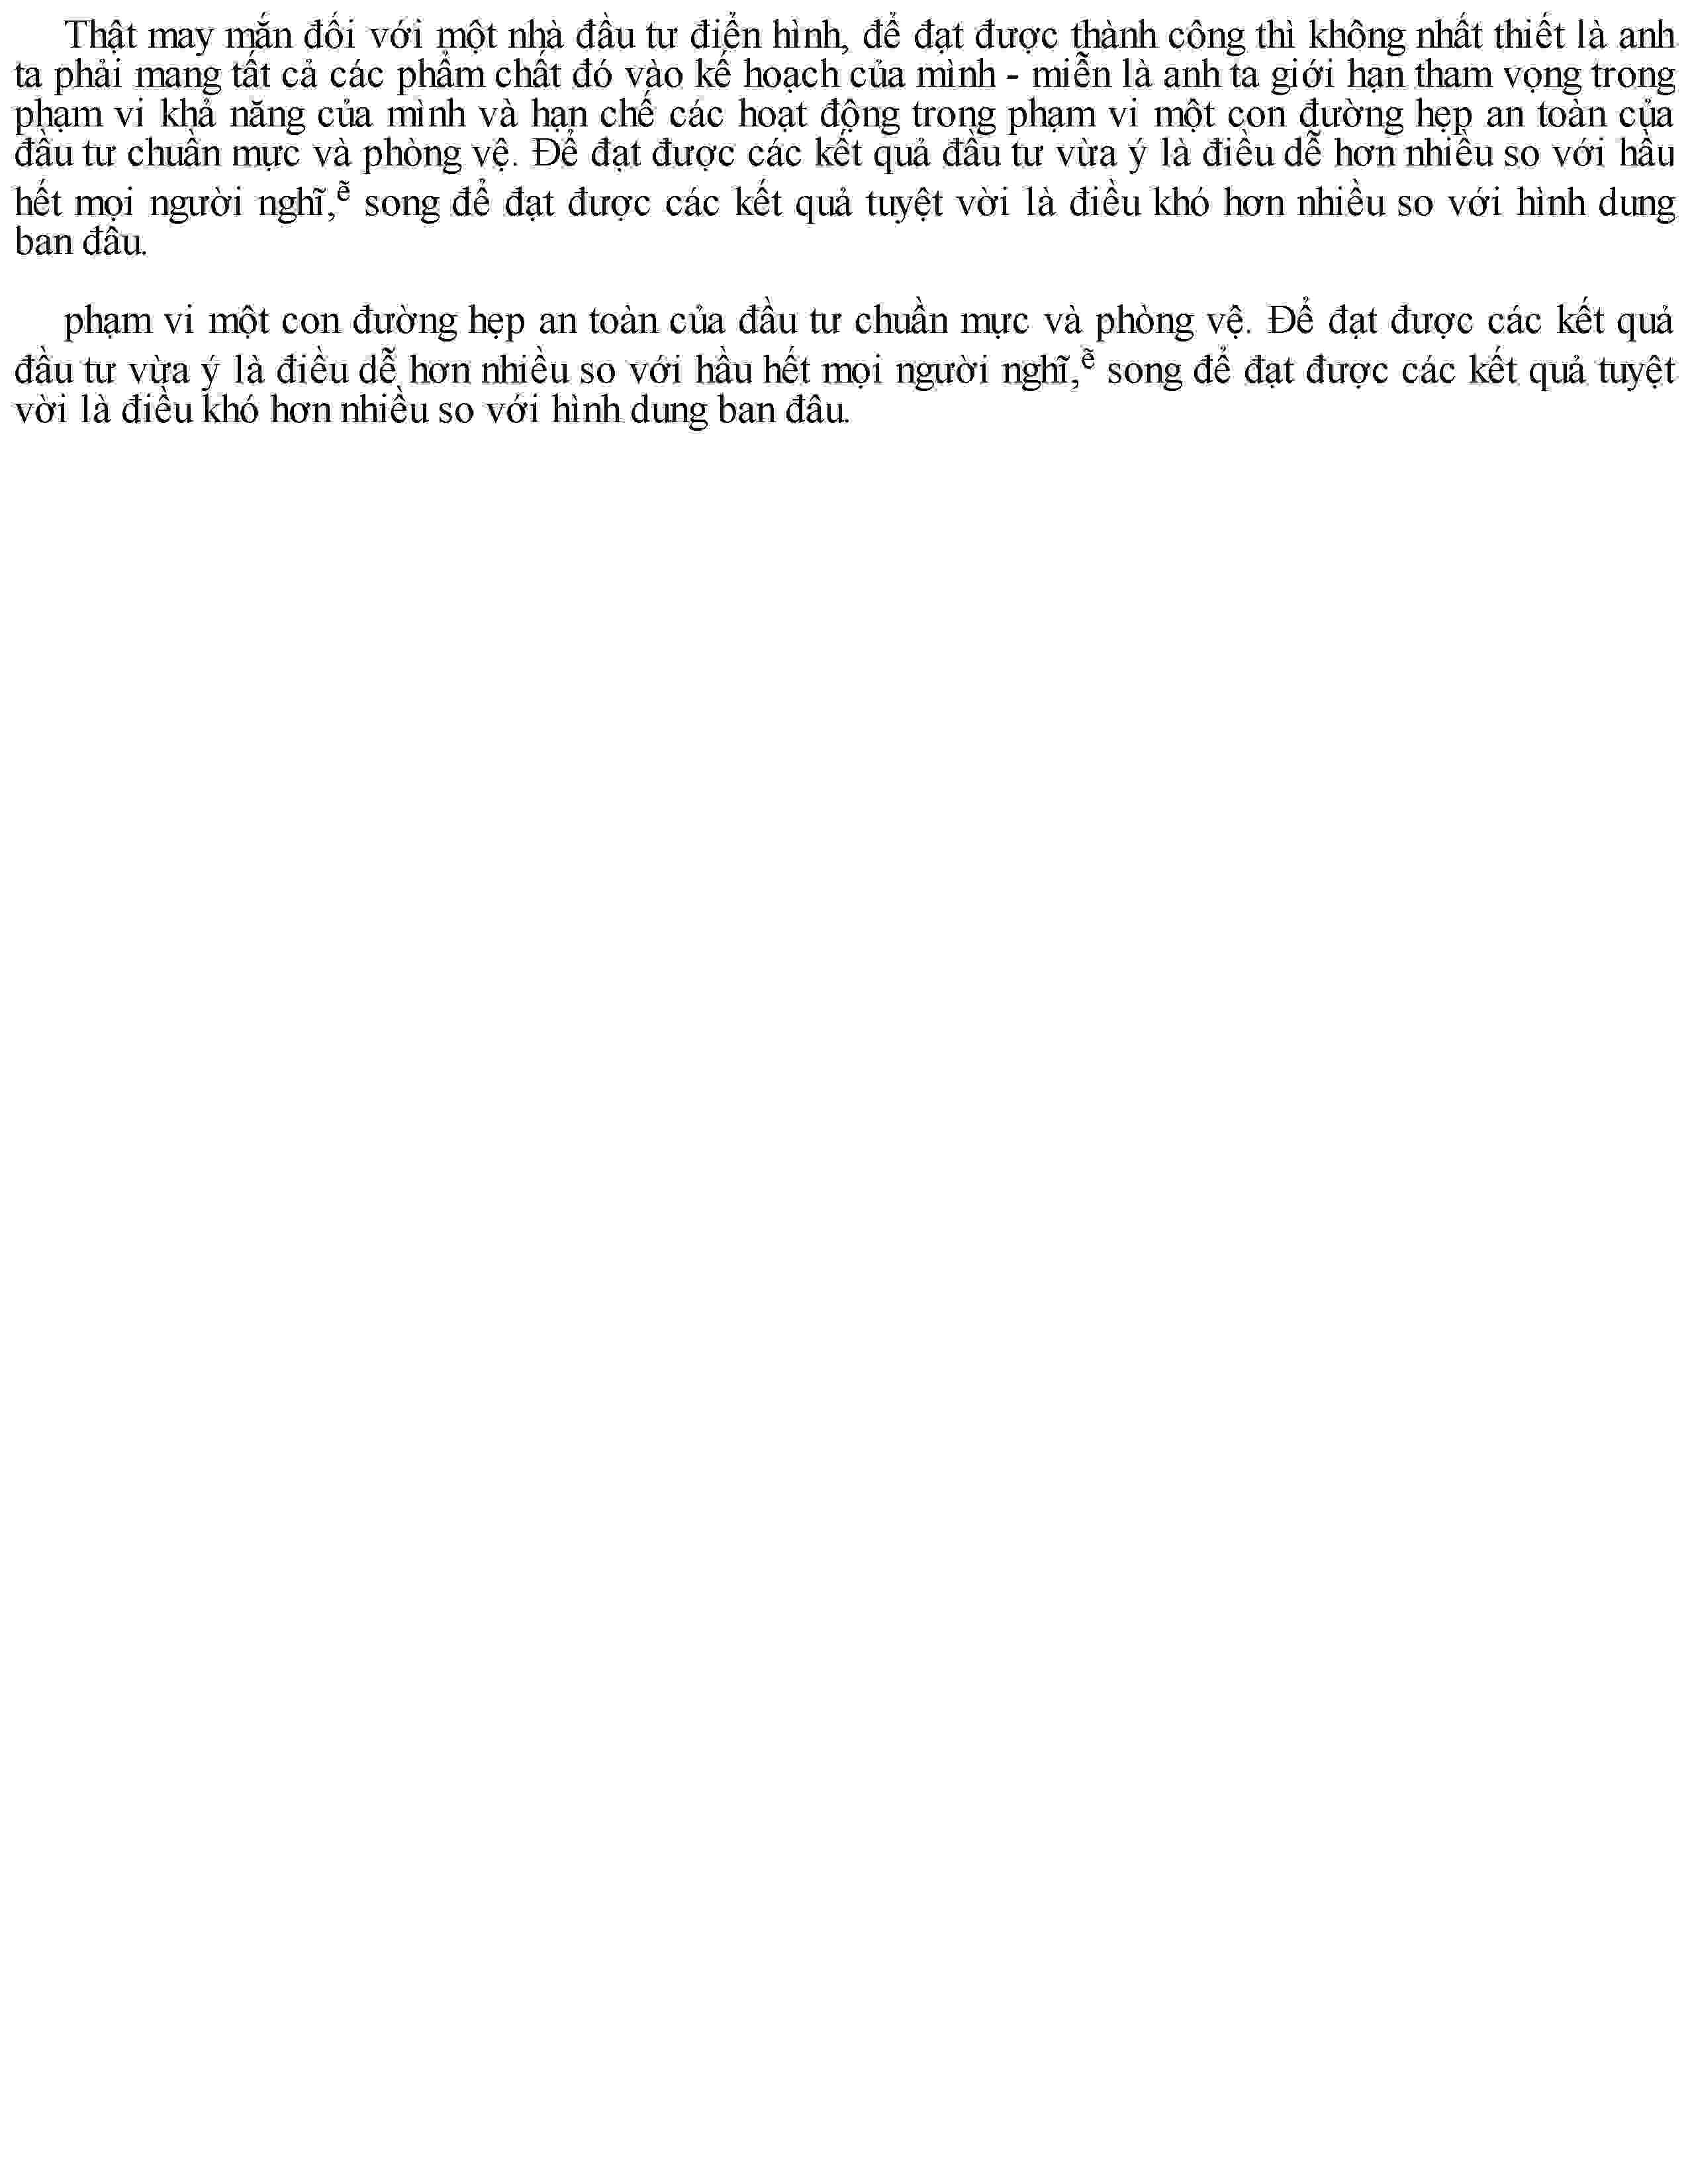 Thật may mắn đối với một nhà đầu tư điển hình, để đạt được thành công thì không nhất thiết là anh
ta phải mang tất cả các phẩm chất đó vào kế hoạch của mình - miễn là anh ta giới hạn tham vọng trong
phạm vi khả năng của mình và hạn chế các hoạt động trong phạm vi một con đường hẹp an toàn của
đầu tư chuẩn mực và phòng vệ. Để đạt được các kết quả đầu tư vừa ý là điều dễ hơn nhiều so với hầu
hết mọi người nghĩ,ễ song để đạt được các kết quả tuyệt vời là điều khó hơn nhiều so với hình dung
ban đâu.
phạm vi một con đường hẹp an toàn của đầu tư chuẩn mực và phòng vệ. Để đạt được các kết quả
đầu tư vừa ý là điều dễ hơn nhiều so với hầu hết mọi người nghĩ,ễ song để đạt được các kết quả tuyệt
vời là điều khó hơn nhiều so với hình dung ban đâu.